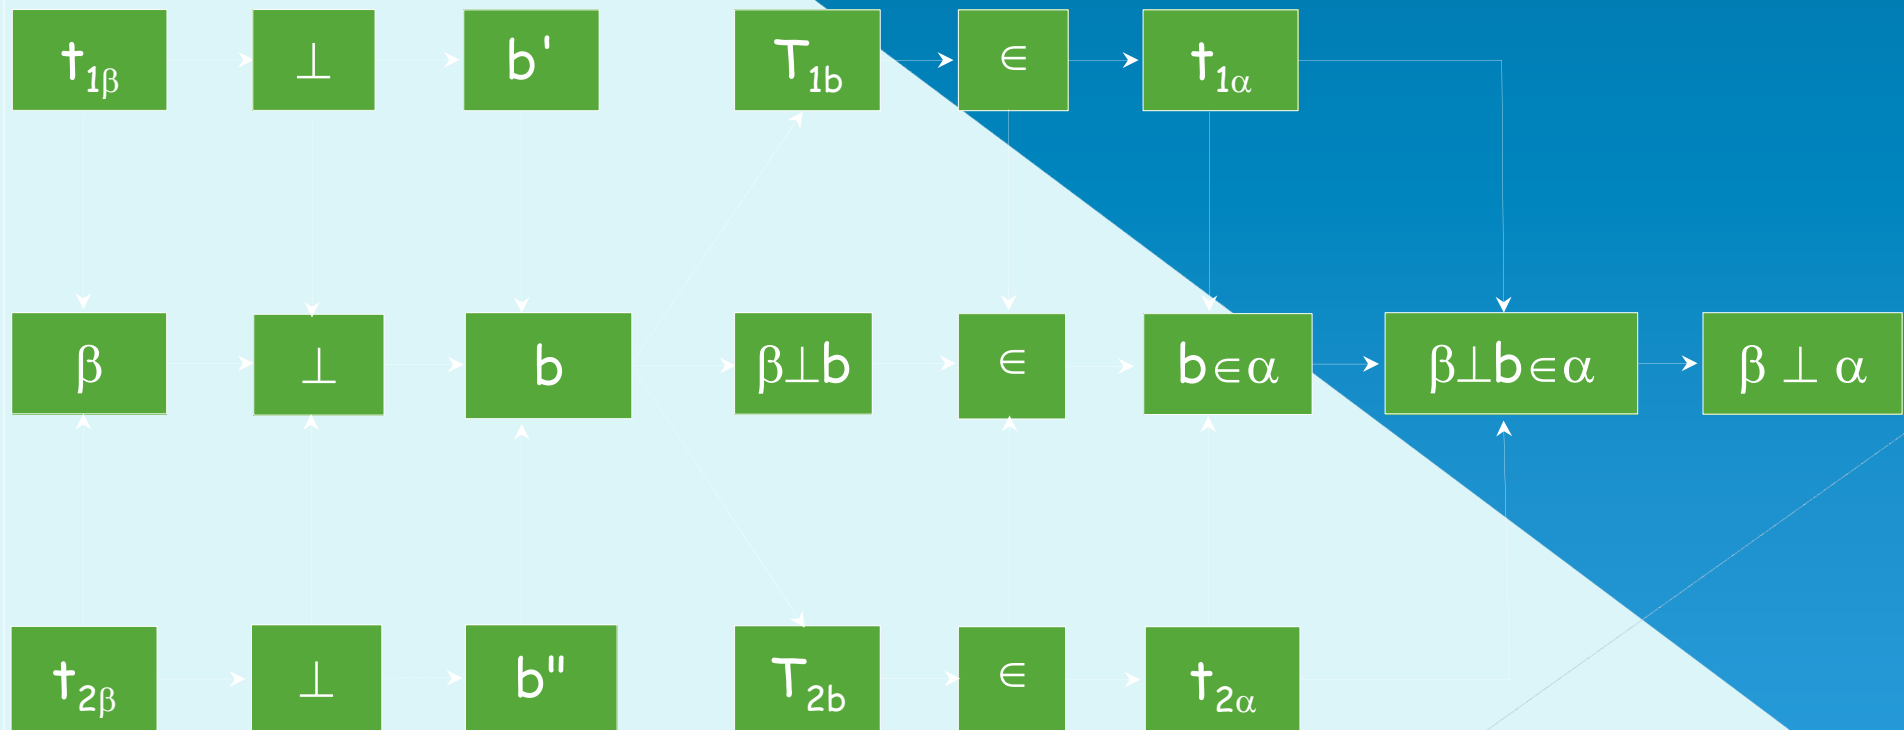 t₁ᵦ ⊥ b' T₁b ∈ t₁α
β ⊥ b β⊥b ∈ b∈α β⊥b∈α β ⊥ α
t₂ᵦ ⊥ b" T₂b ∈ t₂α